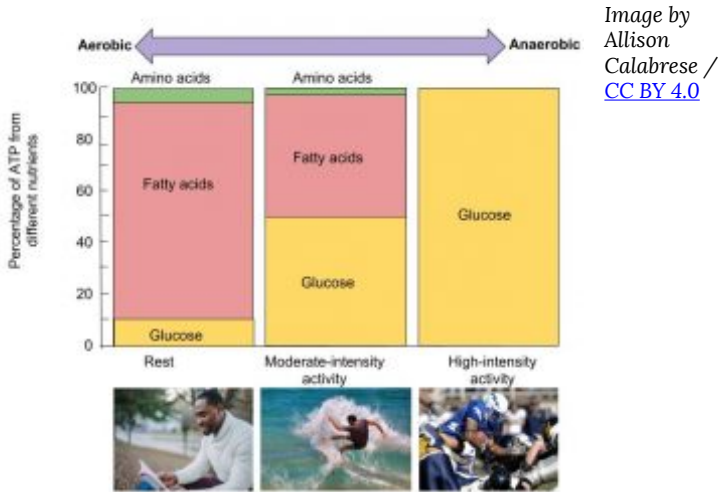 Image by
Allison
Calabrese /
CC BY 4.0
Aerobic
Anaerobic
Percentage of ATP from
different nutrients
100
80
60
40
20
0
Amino acids
Fatty acids
Glucose
Amino acids
Fatty acids
Glucose
Glucose
Rest
Moderate-intensity
activity
High-intensity
activity